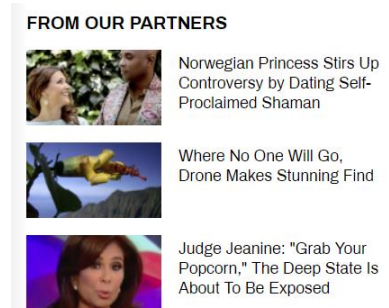 FROM OUR PARTNERS
Norwegian Princess Stirs Up
Controversy by Dating Self-
Proclaimed Shaman
Where No One Will Go,
Drone Makes Stunning Find
Judge Jeanine: "Grab Your
Popcorn," The Deep State Is
About To Be Exposed